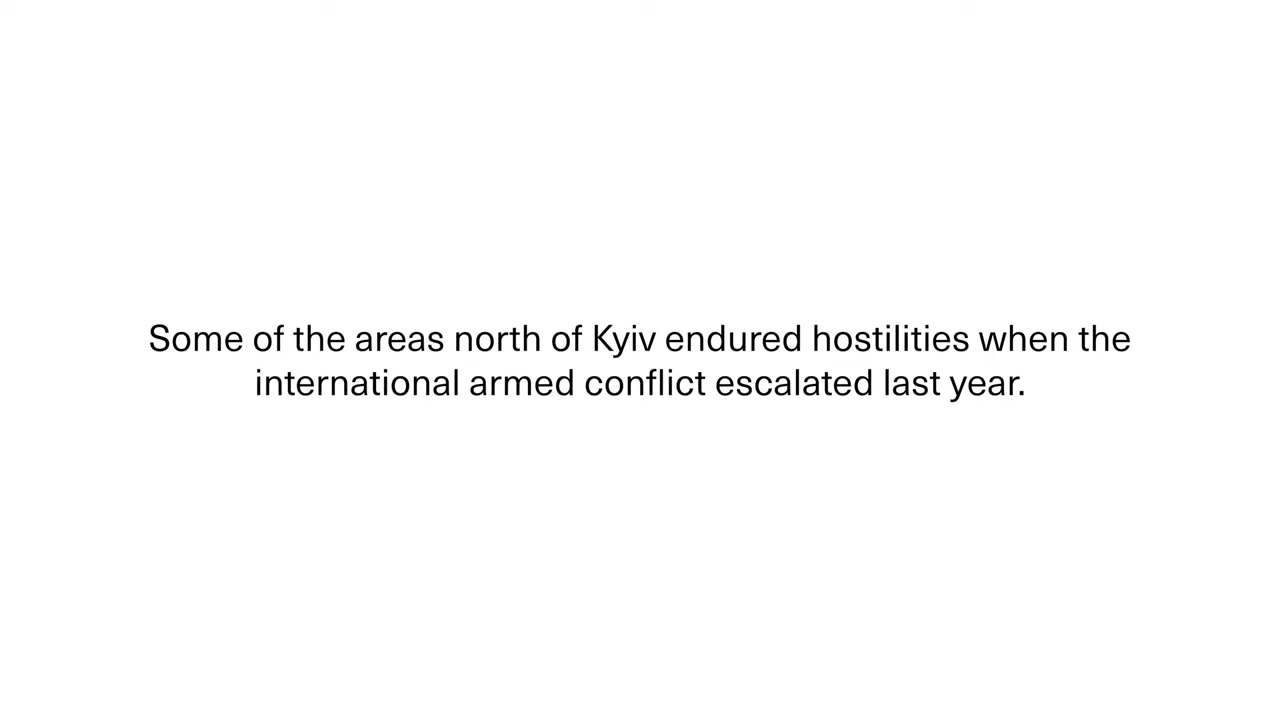 Some of the areas north of Kyiv endured hostilities when the
international armed conflict escalated last year.